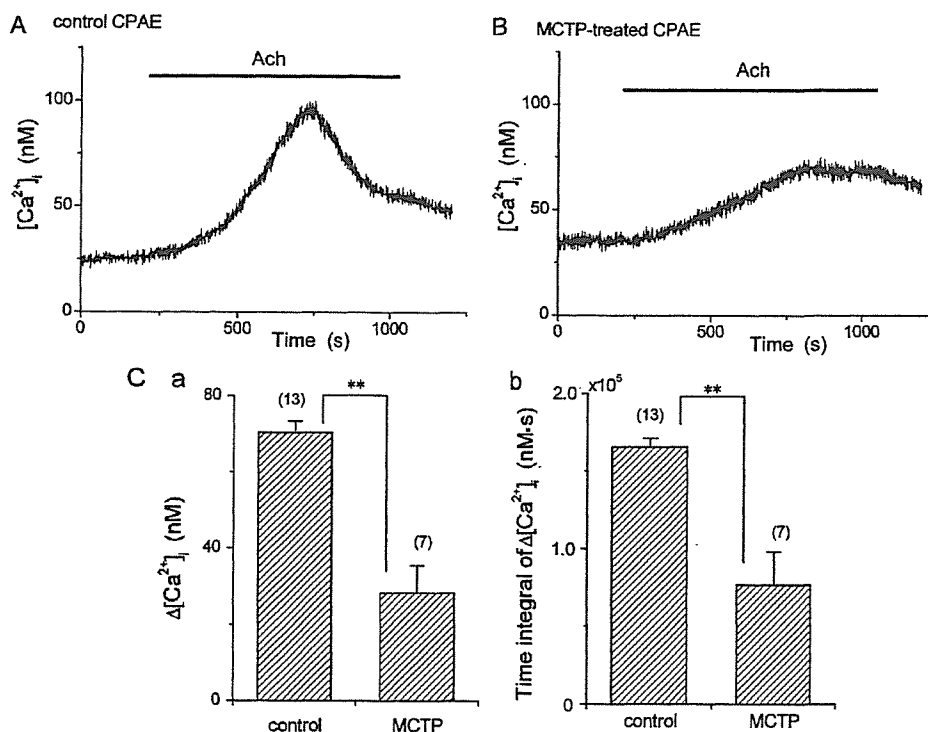 A control CPAE
Ach
100
50
0
[Ca²⁺]ᵢ (nM)
0 500 1000
Time (s)
B MCTP-treated CPAE
Ach
100
50
0
[Ca²⁺]ᵢ (nM)
0 500 1000
Time (s)
C a
80
40
0
Δ[Ca²⁺]ᵢ (nM)
(13) ** (7)
control MCTP
b
x10⁵
2.0
1.0
0
Time integral of Δ[Ca²⁺]ᵢ (nM·s)
(13) ** (7)
control MCTP